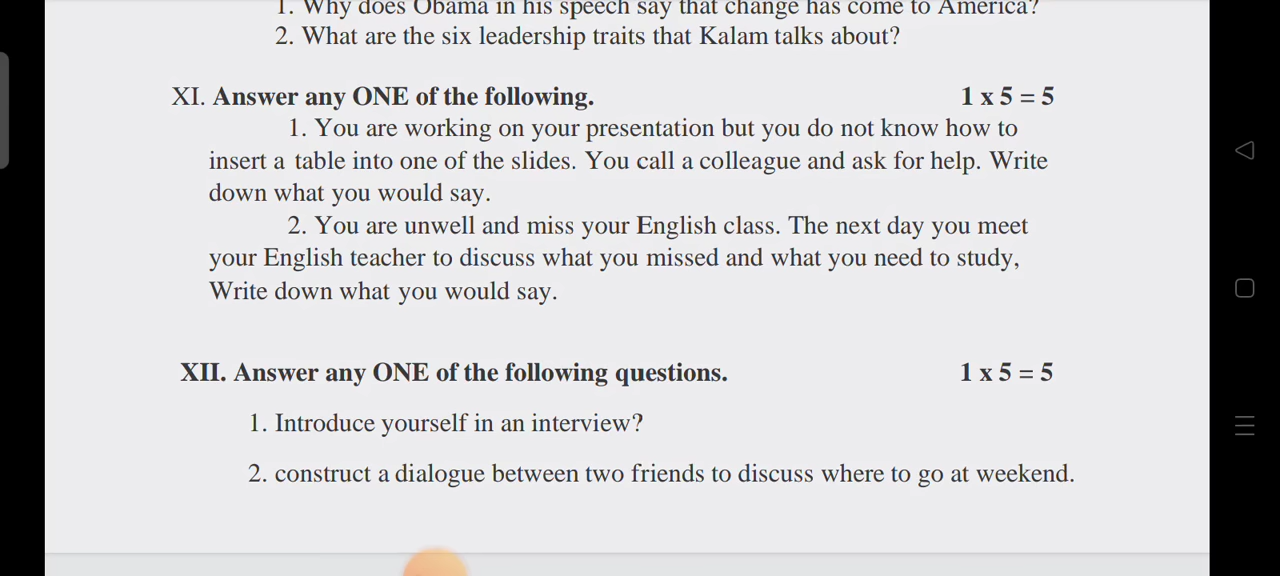 1. Why does Obama in his speech say that change has come to America?
2. What are the six leadership traits that Kalam talks about?
XI. Answer any ONE of the following. 1 x 5 = 5
1. You are working on your presentation but you do not know how to
insert a table into one of the slides. You call a colleague and ask for help. Write
down what you would say.
2. You are unwell and miss your English class. The next day you meet
your English teacher to discuss what you missed and what you need to study,
Write down what you would say.
XII. Answer any ONE of the following questions. 1 x 5 = 5
1. Introduce yourself in an interview?
2. construct a dialogue between two friends to discuss where to go at weekend.